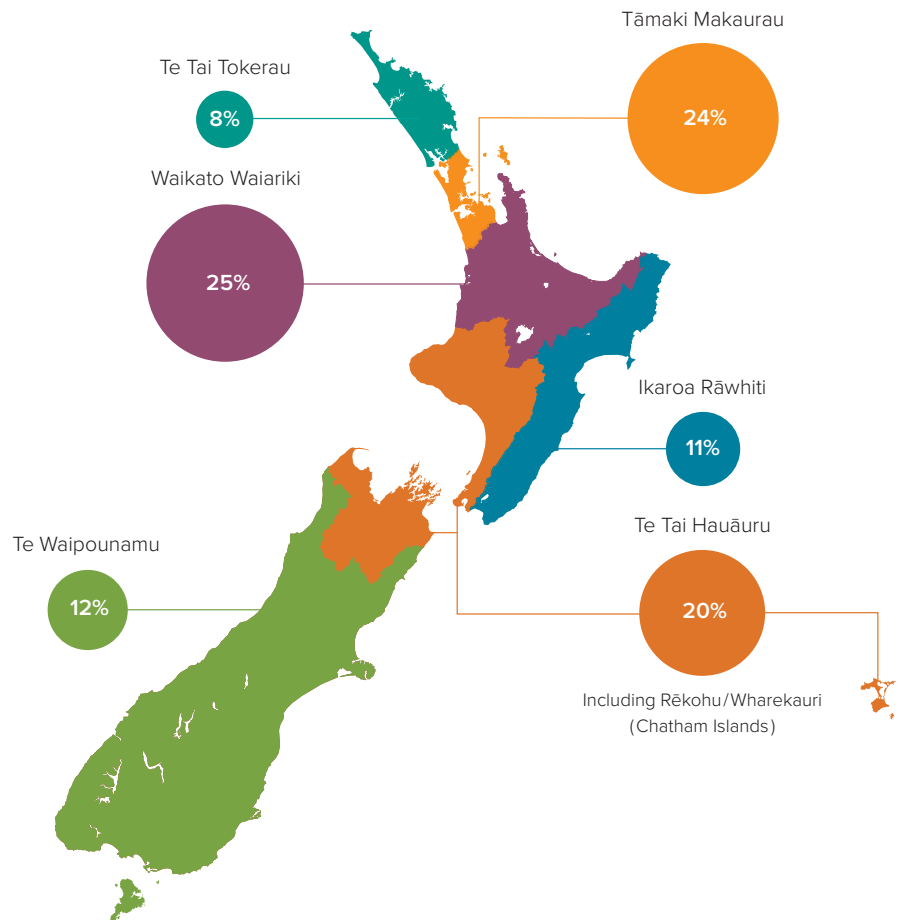 Tāmaki Makaurau
24%
Te Tai Tokerau
8%
Waikato Waiariki
25%
Ikaroa Rāwhiti
11%
Te Tai Hauāuru
20%
Including Rēkohu/Wharekauri
(Chatham Islands)
Te Waipounamu
12%